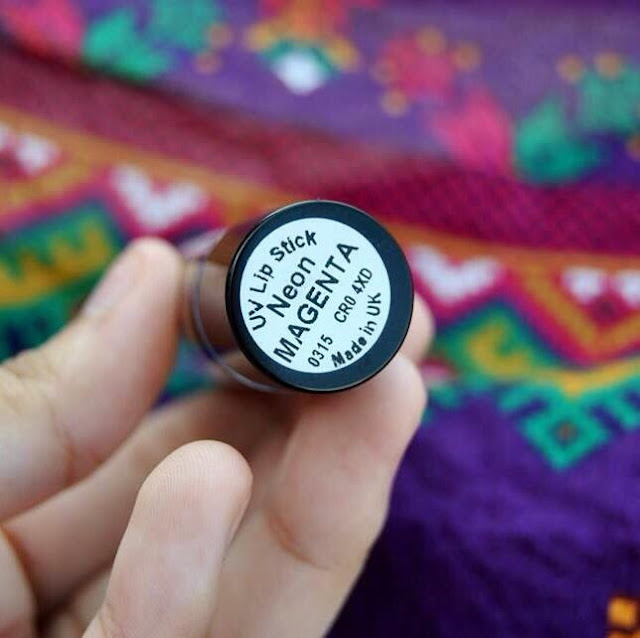 UV Lip Stick
Neon
MAGENTA
0315 CR0 4XD
Made in UK